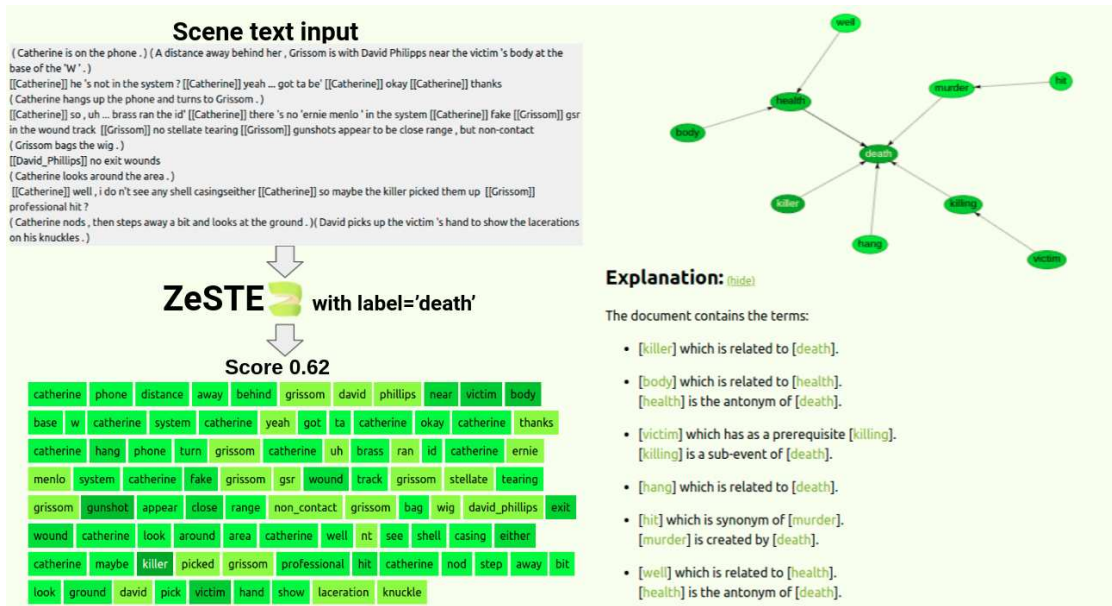 Scene text input
( Catherine is on the phone . ) ( A distance away behind her , Grissom is with David Philipps near the victim 's body at the
base of the 'W ' . )
[[Catherine]] he 's not in the system ? [[Catherine]] yeah ... got ta be' [[Catherine]] okay [[Catherine]] thanks
( Catherine hangs up the phone and turns to Grissom . )
[[Catherine]] so , uh ... brass ran the id' [[Catherine]] there 's no 'ernie menlo ' in the system [[Catherine]] fake [[Grissom]] gsr
in the wound track [[Grissom]] no stellate tearing [[Grissom]] gunshots appear to be close range , but non-contact
( Grissom bags the wig . )
[[David_Phillips]] no exit wounds
( Catherine looks around the area . )
[[Catherine]] well , i do n't see any shell casingseither [[Catherine]] so maybe the killer picked them up [[Grissom]]
professional hit ?
( Catherine nods , then steps away a bit and looks at the ground . )( David picks up the victim 's hand to show the lacerations
on his knuckles . )
ZeSTE with label='death'
Score 0.62
catherine phone distance away behind grissom david phillips near victim body
base w catherine system catherine yeah got ta catherine okay catherine thanks
catherine hang phone turn grissom catherine uh brass ran id catherine ernie
menlo system catherine fake grissom gsr wound track grissom stellate tearing
grissom gunshot appear close range non_contact grissom bag wig david_phillips exit
wound catherine look around area catherine well nt see shell casing either
catherine maybe killer picked grissom professional hit catherine nod step away bit
look ground david pick victim hand show laceration knuckle
well
hit
murder
health
body
death
killer
killing
hang
victim
Explanation: (hide)
The document contains the terms:
• [killer] which is related to [death].
• [body] which is related to [health].
[health] is the antonym of [death].
• [victim] which has as a prerequisite [killing].
[killing] is a sub-event of [death].
• [hang] which is related to [death].
• [hit] which is synonym of [murder].
[murder] is created by [death].
• [well] which is related to [health].
[health] is the antonym of [death].